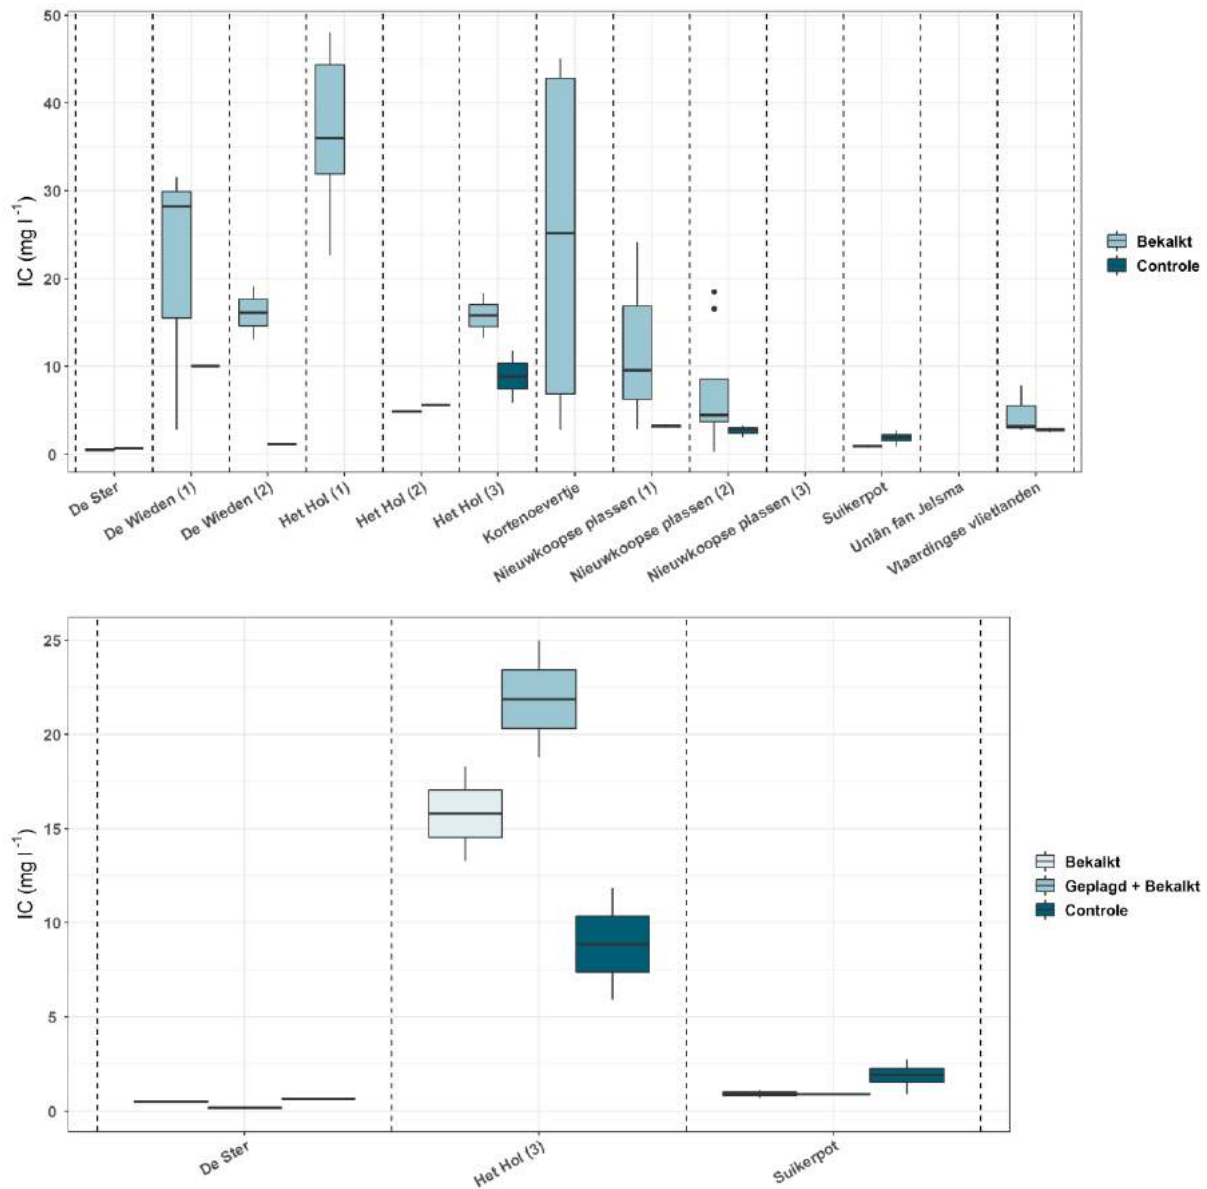 50
40
30
20
10
0
IC (mg l⁻¹)
De Ster
De Wieden (1)
De Wieden (2)
Het Hol (1)
Het Hol (2)
Het Hol (3)
Kortenoevertje
Nieuwkoopse plassen (1)
Nieuwkoopse plassen (2)
Nieuwkoopse plassen (3)
Suikerpot
Unlân fan Jelsma
Vlaardingse vlietlanden
Bekalkt
Controle
25
20
15
10
5
0
IC (mg l⁻¹)
De Ster
Het Hol (3)
Suikerpot
Bekalkt
Geplagd + Bekalkt
Controle